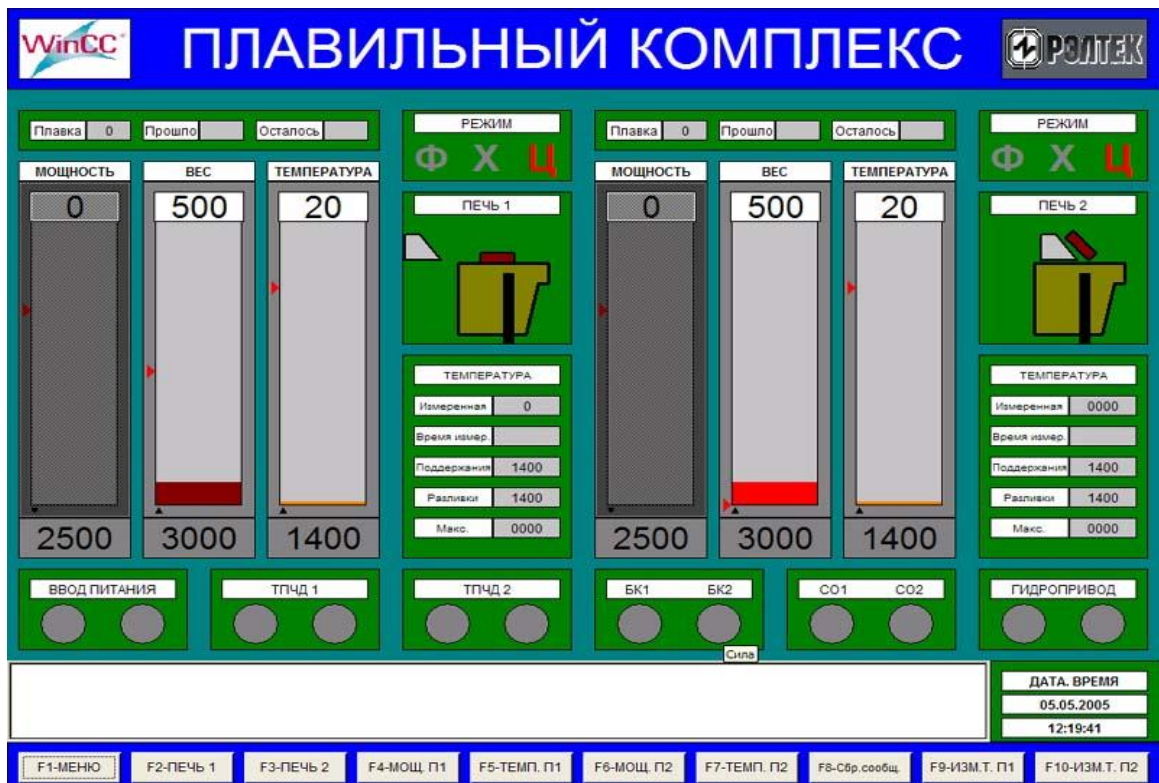 WinCC ПЛАВИЛЬНЫЙ КОМПЛЕКС РЭЛТЕК
Плавка 0 Прошло Осталось
РЕЖИМ
Ф Х Ц
Плавка 0 Прошло Осталось
РЕЖИМ
Ф Х Ц
МОЩНОСТЬ ВЕС ТЕМПЕРАТУРА
0 500 20
2500 3000 1400
ПЕЧЬ 1
ТЕМПЕРАТУРА
Измеренная 0
Время измер.
Поддержания 1400
Разливки 1400
Макс. 0000
МОЩНОСТЬ ВЕС ТЕМПЕРАТУРА
0 500 20
2500 3000 1400
ПЕЧЬ 2
ТЕМПЕРАТУРА
Измеренная 0000
Время измер.
Поддержания 1400
Разливки 1400
Макс. 0000
ВВОД ПИТАНИЯ ТПЧД 1 ТПЧД 2 БК1 БК2 СО1 СО2 ГИДРОПРИВОД
Сила
ДАТА. ВРЕМЯ
05.05.2005
12:19:41
F1-МЕНЮ F2-ПЕЧЬ 1 F3-ПЕЧЬ 2 F4-МОЩ. П1 F5-ТЕМП. П1 F6-МОЩ. П2 F7-ТЕМП. П2 F8-Сбр.сообщ. F9-ИЗМ.Т. П1 F10-ИЗМ.Т. П2